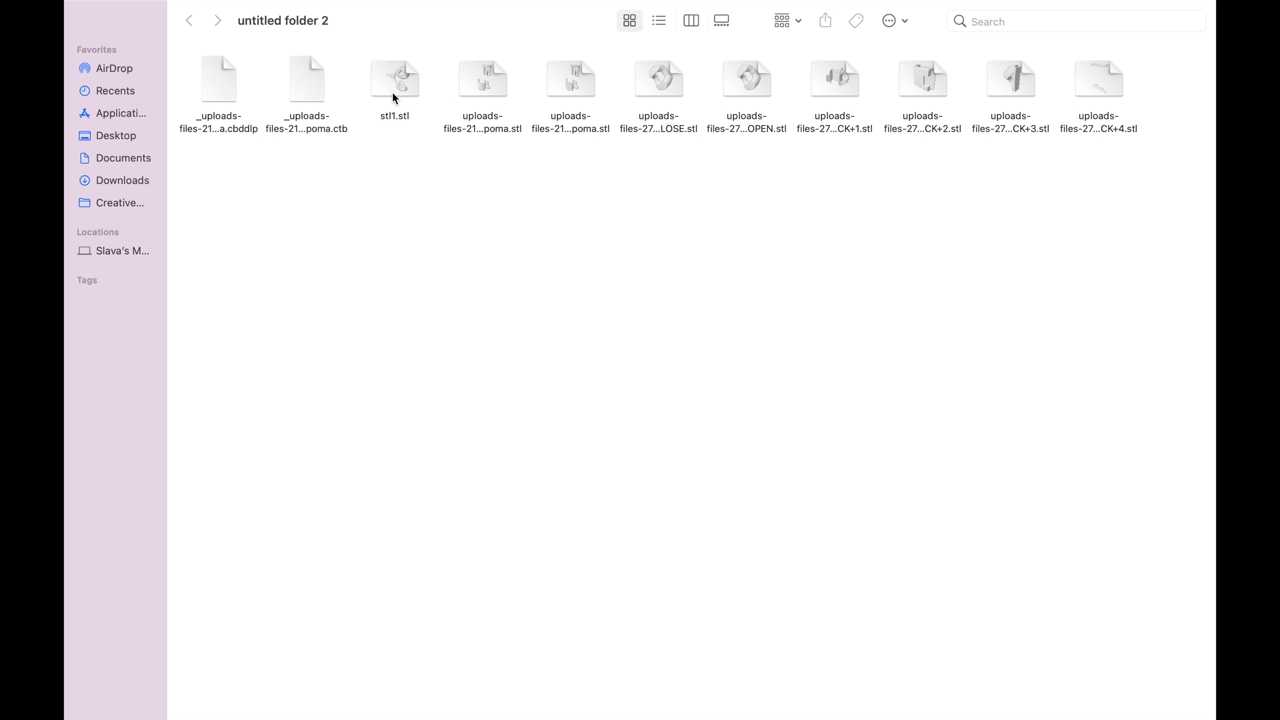 untitled folder 2
Search
Favorites
AirDrop
Recents
Applicati...
Desktop
Documents
Downloads
Creative...
Locations
Slava's M...
Tags
_uploads-
files-21...a.cbddlp
_uploads-
files-21...poma.ctb
stl1.stl
uploads-
files-21...poma.stl
uploads-
files-21...poma.stl
uploads-
files-27...LOSE.stl
uploads-
files-27...OPEN.stl
uploads-
files-27...CK+1.stl
uploads-
files-27...CK+2.stl
uploads-
files-27...CK+3.stl
uploads-
files-27...CK+4.stl